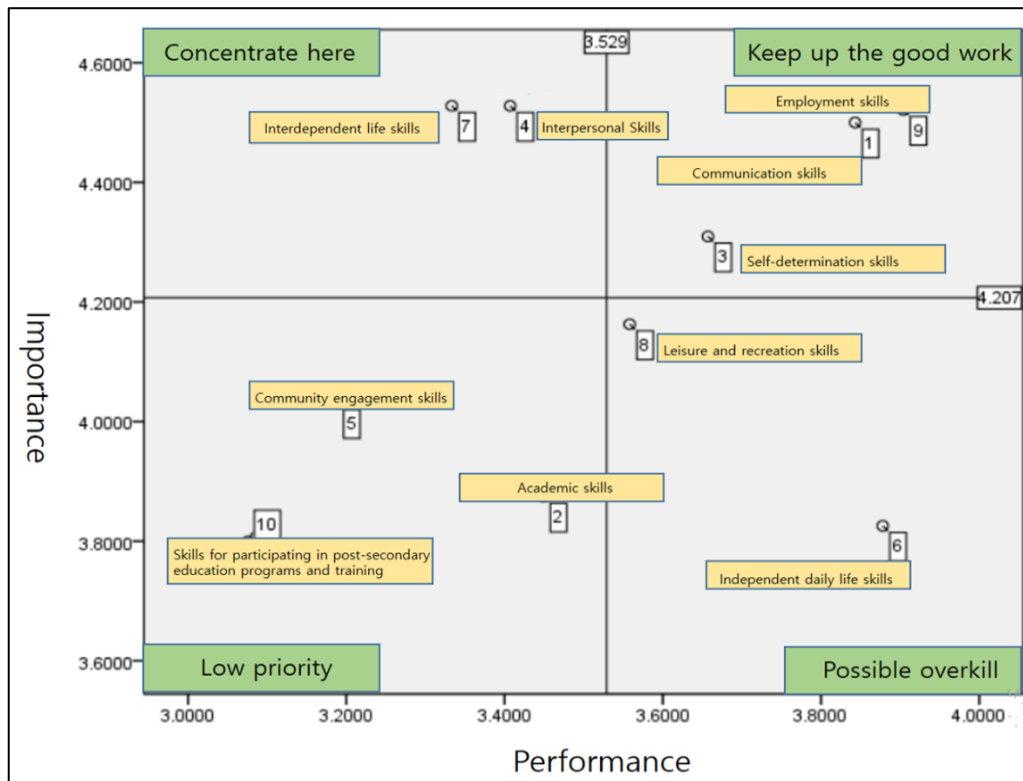 Concentrate here
3.529
Keep up the good work
4.6000
Employment skills
Interdependent life skills
7
4
Interpersonal Skills
1
9
4.4000
Communication skills
3
Self-determination skills
4.207
4.2000
8
Leisure and recreation skills
Importance
Community engagement skills
5
4.0000
Academic skills
2
10
3.8000
6
Skills for participating in post-secondary
education programs and training
Independent daily life skills
3.6000
Low priority
Possible overkill
3.0000
3.2000
3.4000
3.6000
3.8000
4.0000
Performance